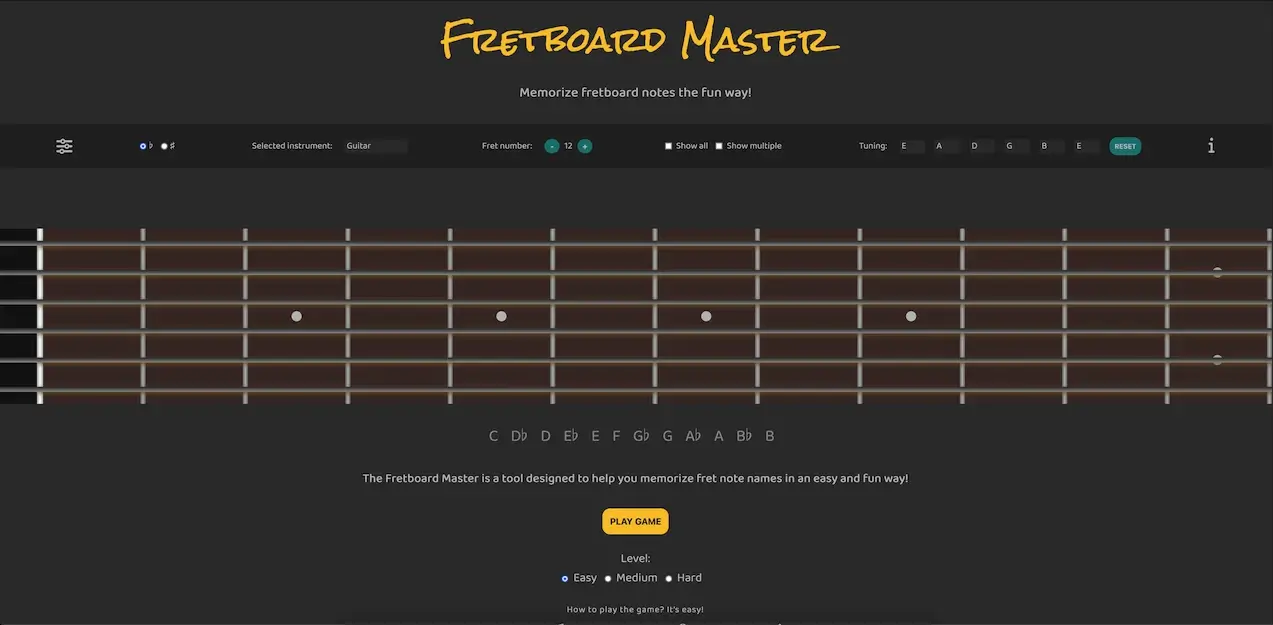 Fretboard Master
Memorize fretboard notes the fun way!
♭ ♯ Selected instrument: Guitar Fret number: - 12 + Show all Show multiple Tuning: E A D G B E RESET i
C D♭ D E♭ E F G♭ G A♭ A B♭ B
The Fretboard Master is a tool designed to help you memorize fret note names in an easy and fun way!
PLAY GAME
Level:
Easy Medium Hard
How to play the game? It's easy!